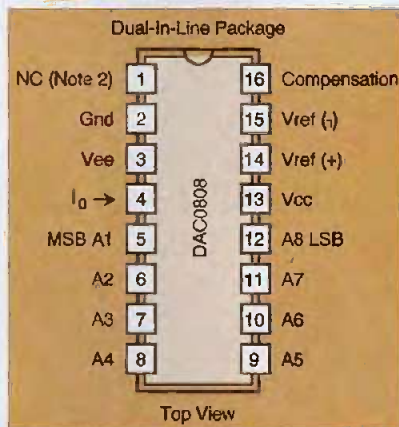 Dual-In-Line Package
NC (Note 2) 1 16 Compensation
Gnd 2 15 Vref (-)
Vee 3 14 Vref (+)
I₀ → 4 13 Vcc
MSB A1 5 12 A8 LSB
A2 6 11 A7
A3 7 10 A6
A4 8 9 A5
DAC0808
Top View